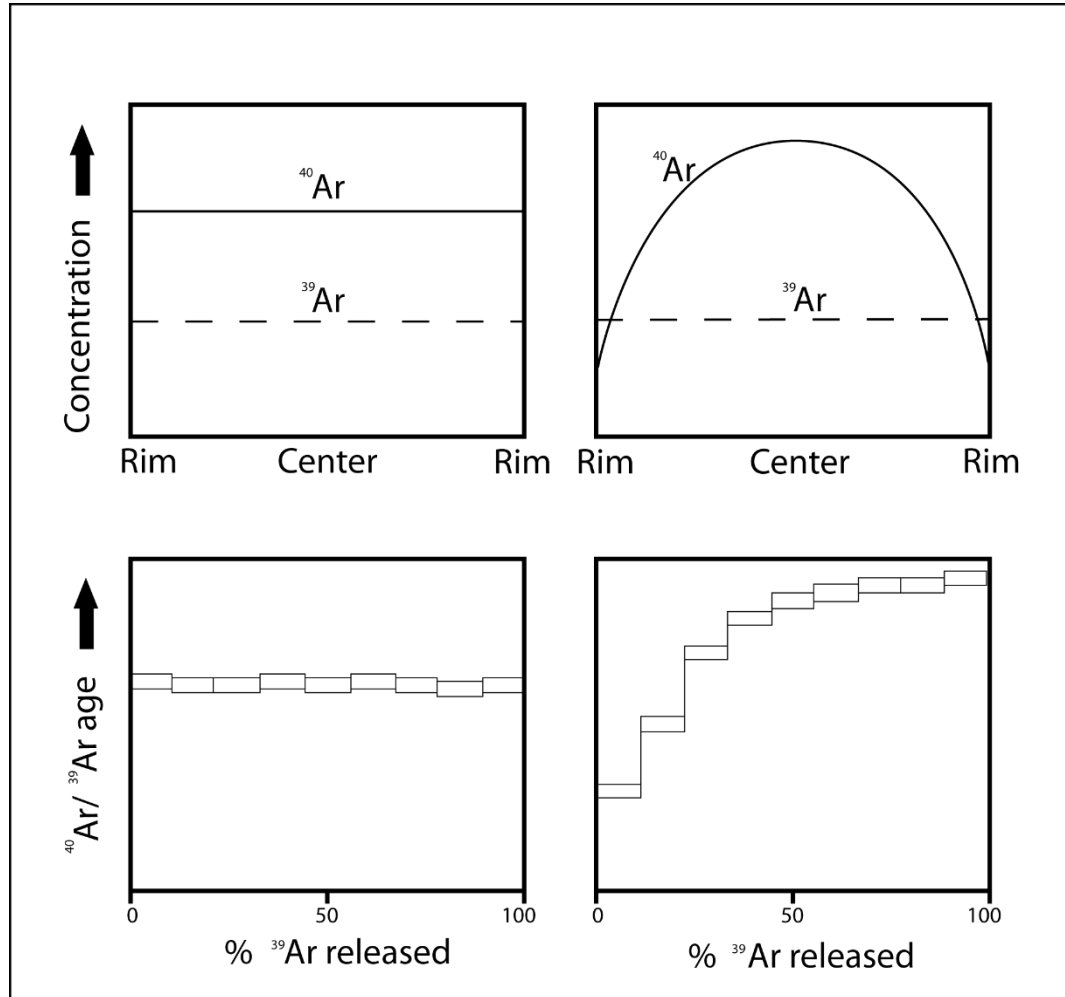 Concentration
⁴⁰Ar
³⁹Ar
Rim Center Rim
⁴⁰Ar
³⁹Ar
Rim Center Rim
⁴⁰Ar/ ³⁹Ar age
0 50 100
% ³⁹Ar released
0 50 100
% ³⁹Ar released